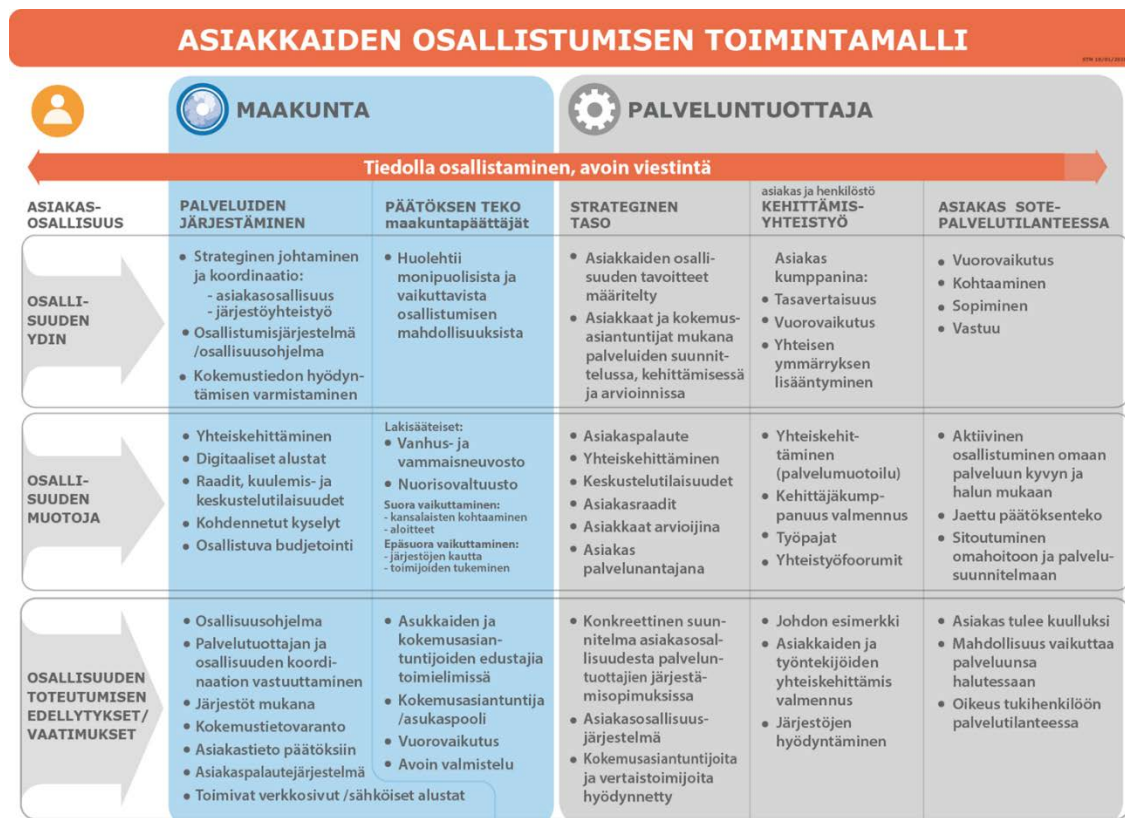 ASIAKKAIDEN OSALLISTUMISEN TOIMINTAMALLI
MAAKUNTA
PALVELUNTUOTTAJA
Tiedolla osallistaminen, avoin viestintä
ASIAKAS-
OSALLISUUS
PALVELUIDEN
JÄRJESTÄMINEN
PÄÄTÖKSEN TEKO
maakuntapäättäjät
STRATEGINEN
TASO
asiakas ja henkilöstö
KEHITTÄMIS-
YHTEISTYÖ
ASIAKAS SOTE-
PALVELUTILANTEESSA
OSALLI-
SUUDEN
YDIN
• Strateginen johtaminen
ja koordinaatio:
- asiakasosallisuus
- järjestöyhteistyö
• Osallistumisjärjestelmä
/osallisuusohjelma
• Kokemustiedon hyödyn-
tämisen varmistaminen
• Huolehtii
monipuolisista ja
vaikuttavista
osallistumisen
mahdollisuuksista
• Asiakkaiden osalli-
suuden tavoitteet
määritelty
• Asiakkaat ja kokemus-
asiantuntijat mukana
palveluiden suunnit-
telussa, kehittämisessä
ja arvioinnissa
Asiakas
kumppanina:
• Tasavertaisuus
• Vuorovaikutus
• Yhteisen
ymmärryksen
lisääntyminen
• Vuorovaikutus
• Kohtaaminen
• Sopiminen
• Vastuu
OSALLI-
SUUDEN
MUOTOJA
• Yhteiskehittäminen
• Digitaaliset alustat
• Raadit, kuulemis- ja
keskustelutilaisuudet
• Kohdennetut kyselyt
• Osallistuva budjetointi
Lakisääteiset:
• Vanhus- ja
vammaisneuvosto
• Nuorisovaltuusto
Suora vaikuttaminen:
- kansalaisten kohtaaminen
- aloitteet
Epäsuora vaikuttaminen:
- järjestöjen kautta
- toimijoiden tukeminen
• Asiakaspalaute
• Yhteiskehittäminen
• Keskustelutilaisuudet
• Asiakasraadit
• Asiakkaat arvioijina
• Asiakas
palvelunantajana
• Yhteiskehit-
täminen
(palvelumuotoilu)
• Kehittäjäkump-
panuus valmennus
• Työpajat
• Yhteistyöfoorumit
• Aktiivinen
osallistuminen omaan
palveluun kyvyn ja
halun mukaan
• Jaettu päätöksenteko
• Sitoutuminen
omahoitoon ja palvelu-
suunnitelmaan
OSALLISUUDEN
TOTEUTUMISEN
EDELLYTYKSET/
VAATIMUKSET
• Osallisuusohjelma
• Palvelutuottajan ja
osallisuuden koordi-
naation vastuuttaminen
• Järjestöt mukana
• Kokemustietovaranto
• Asiakastieto päätöksiin
• Asiakaspalautejärjestelmä
• Toimivat verkkosivut /sähköiset alustat
• Asukkaiden ja
kokemusasian-
tuntijoiden edustajia
toimielimissä
• Kokemusasiantuntija
/asukaspooli
• Vuorovaikutus
• Avoin valmistelu
• Konkreettinen suun-
nitelma asiakasosal-
lisuudesta palvelun-
tuottajien järjestä-
misopimuksissa
• Asiakasosallisuus-
järjestelmä
• Kokemusasiantuntijoita
ja vertaistoimijoita
hyödynnetty
• Johdon esimerkki
• Asiakkaiden ja
työntekijöiden
yhteiskehittämis
valmennus
• Järjestöjen
hyödyntäminen
• Asiakas tulee kuulluksi
• Mahdollisuus vaikuttaa
palveluunsa
halutessaan
• Oikeus tukihenkilöön
palvelutilanteessa